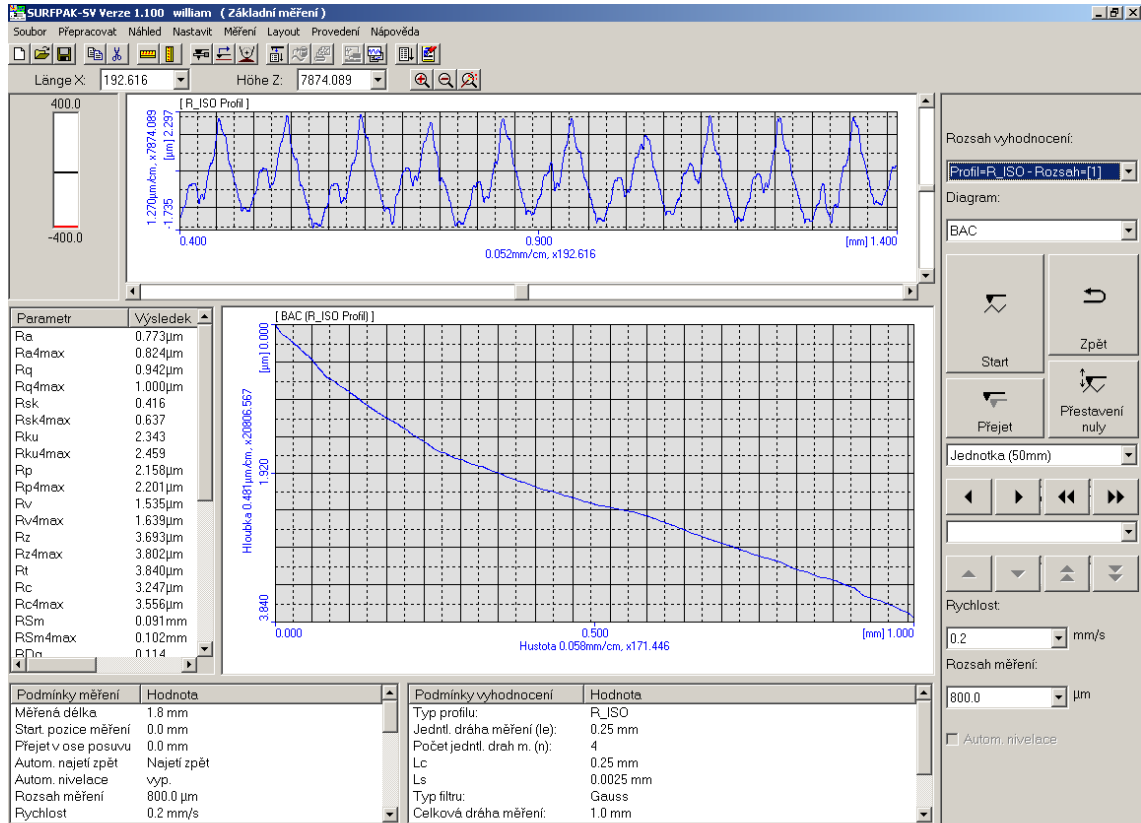 SURFPAK-SV Verze 1.100 william ( Základní měření )
Soubor Přepracovat Náhled Nastavit Měření Layout Provedení Nápověda
Länge X: 192.616 Höhe Z: 7874.089
400.0
-400.0
[ R_ISO Profil ]
1.270µm/cm, x7874.089
-1.735 [µm] 2.297
0.400 0.900 [mm] 1.400
0.052mm/cm, x192.616
Parametr Výsledek
Ra 0.773µm
Ra4max 0.824µm
Rq 0.942µm
Rq4max 1.000µm
Rsk 0.416
Rsk4max 0.637
Rku 2.343
Rku4max 2.459
Rp 2.158µm
Rp4max 2.201µm
Rv 1.535µm
Rv4max 1.639µm
Rz 3.693µm
Rz4max 3.802µm
Rt 3.840µm
Rc 3.247µm
Rc4max 3.556µm
RSm 0.091mm
RSm4max 0.102mm
RDq 0.114
[ BAC (R_ISO Profil) ]
Hloubka 0.481µm/cm, x20806.567
3.840 1.920 [µm] 0.000
0.000 0.500 [mm] 1.000
Hustota 0.058mm/cm, x171.446
Podmínky měření Hodnota
Měřená délka 1.8 mm
Start. pozice měření 0.0 mm
Přejet v ose posuvu 0.0 mm
Autom. najetí zpět Najetí zpět
Autom. nivelace vyp.
Rozsah měření 800.0 µm
Rychlost 0.2 mm/s
Podmínky vyhodnocení Hodnota
Typ profilu: R_ISO
Jedntl. dráha měření (le): 0.25 mm
Počet jedntl. drah m. (n): 4
Lc 0.25 mm
Ls 0.0025 mm
Typ filtru: Gauss
Celková dráha měření: 1.0 mm
Rozsah vyhodnocení:
Profil=R_ISO - Rozsah=[1]
Diagram:
BAC
Start
Zpět
Přejet
Přestavení
nuly
Jednotka (50mm)
Rychlost:
0.2 mm/s
Rozsah měření:
800.0 µm
Autom. nivelace